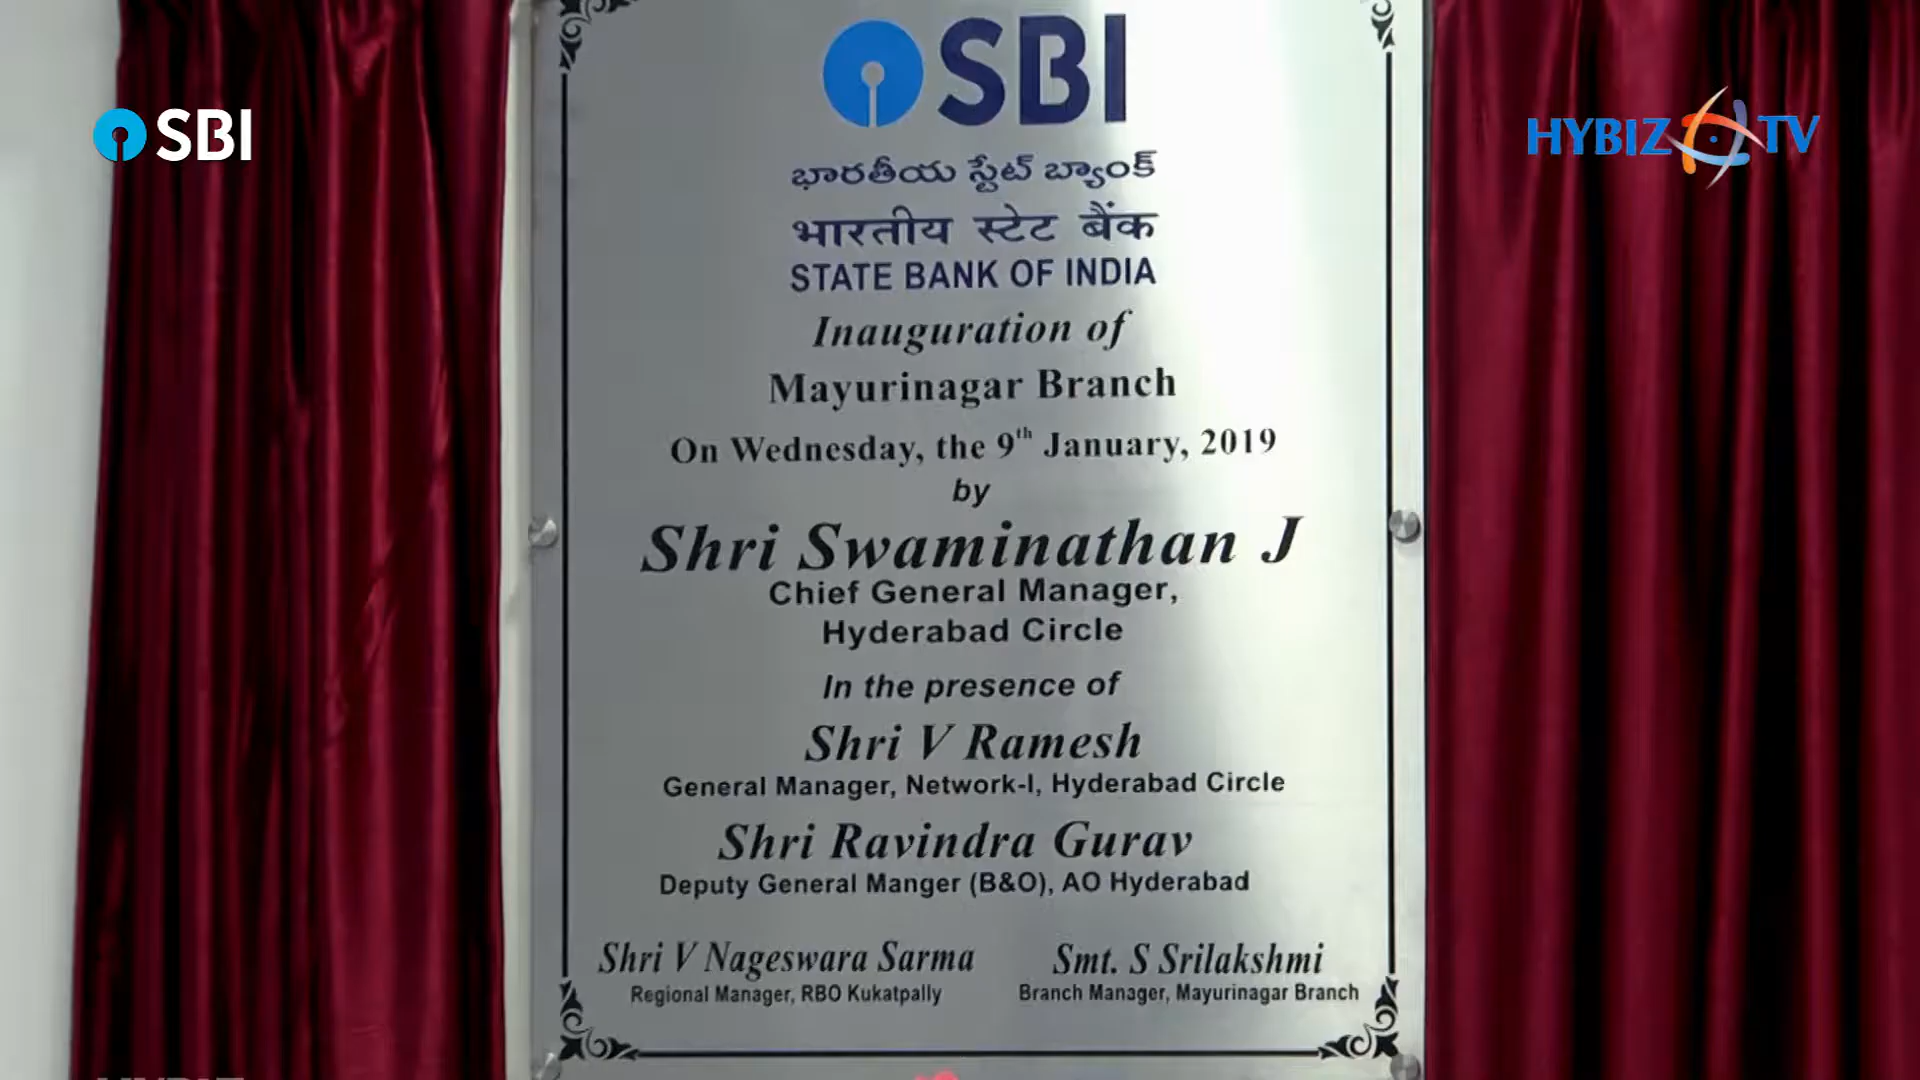 SBI
SBI
HYBIZ TV
భారతీయ స్టేట్ బ్యాంక్
भारतीय स्टेट बैंक
STATE BANK OF INDIA
Inauguration of
Mayurinagar Branch
On Wednesday, the 9th January, 2019
by
Shri Swaminathan J
Chief General Manager,
Hyderabad Circle
In the presence of
Shri V Ramesh
General Manager, Network-I, Hyderabad Circle
Shri Ravindra Gurav
Deputy General Manger (B&O), AO Hyderabad
Shri V Nageswara Sarma
Regional Manager, RBO Kukatpally
Smt. S Srilakshmi
Branch Manager, Mayurinagar Branch